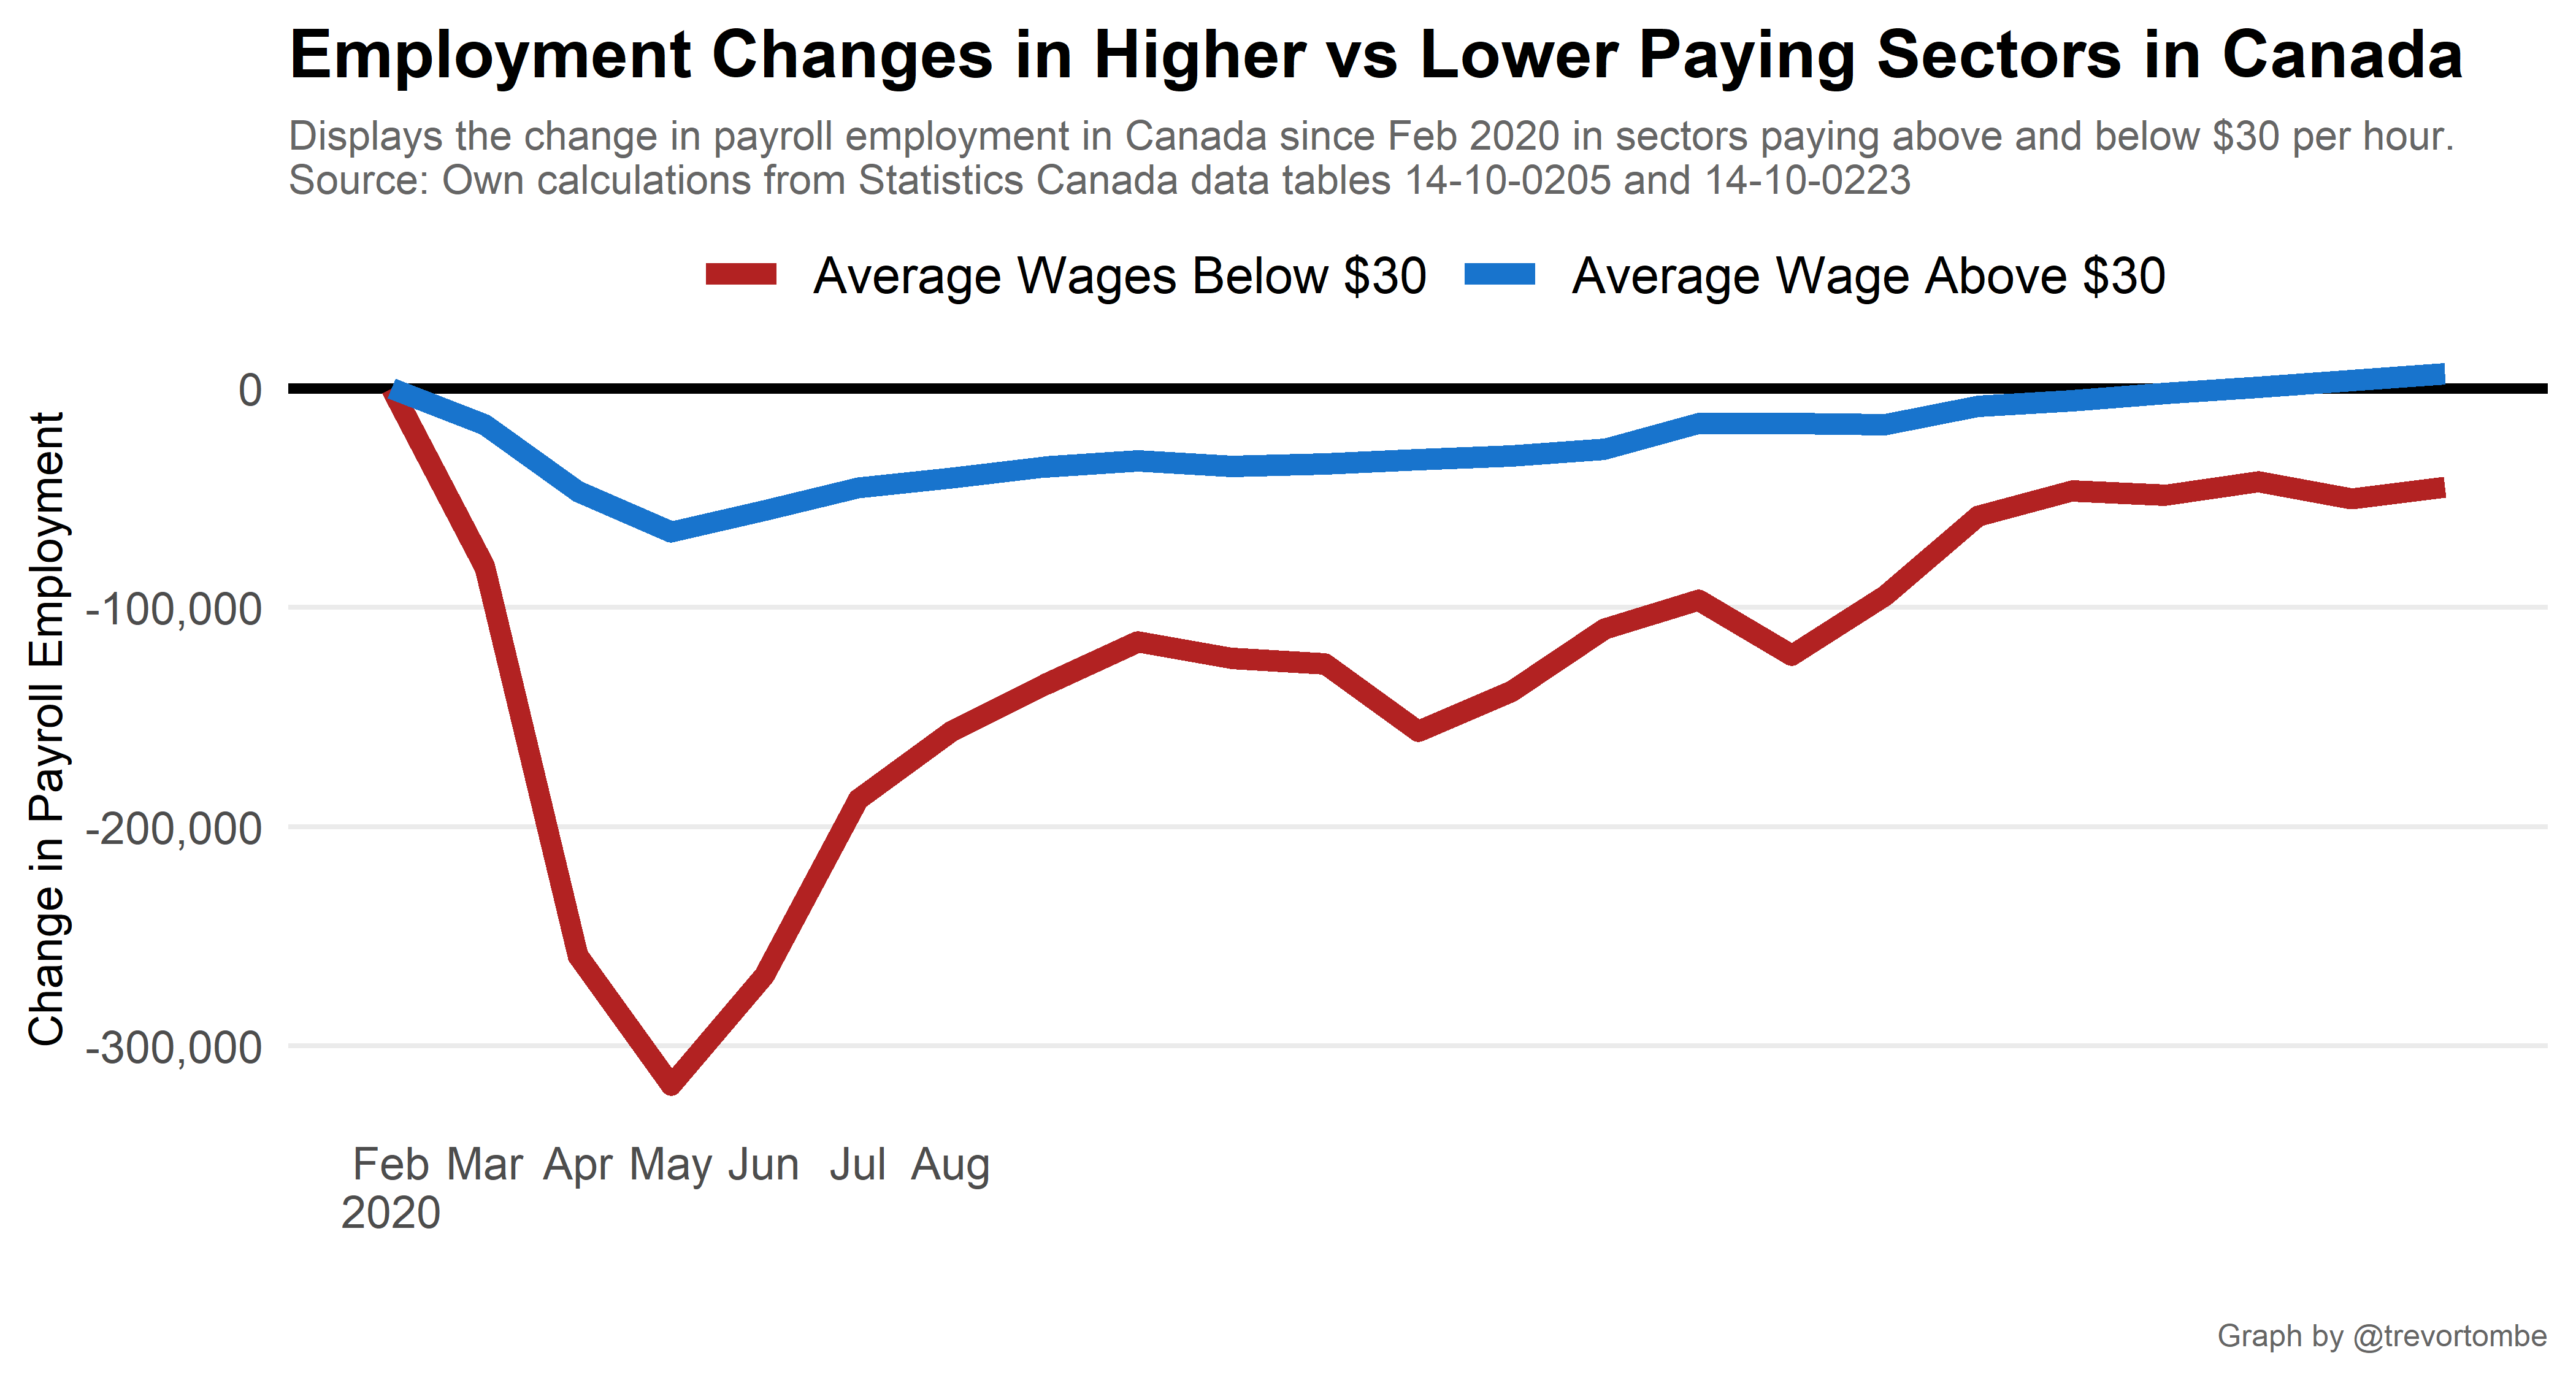 Employment Changes in Higher vs Lower Paying Sectors in Canada
Displays the change in payroll employment in Canada since Feb 2020 in sectors paying above and below $30 per hour.
Source: Own calculations from Statistics Canada data tables 14-10-0205 and 14-10-0223
Average Wages Below $30 Average Wage Above $30
Change in Payroll Employment
0
-100,000
-200,000
-300,000
Feb Mar Apr May Jun Jul Aug
2020
Graph by @trevortombe